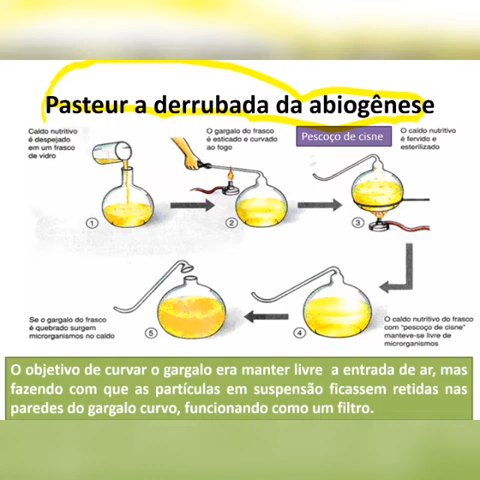 Pasteur a derrubada da abiogênese
Caldo nutritivo
é despejado
em um frasco
de vidro
O gargalo do frasco
é esticado e curvado
ao fogo
Pescoço de cisne
O caldo nutritivo
é fervido e
esterilizado
1
2
3
Se o gargalo do frasco
é quebrado surgem
microrganismos no caldo
5
4
O caldo nutritivo do frasco
com "pescoço de cisne"
manteve-se livre de
microrganismos
O objetivo de curvar o gargalo era manter livre a entrada de ar, mas
fazendo com que as partículas em suspensão ficassem retidas nas
paredes do gargalo curvo, funcionando como um filtro.